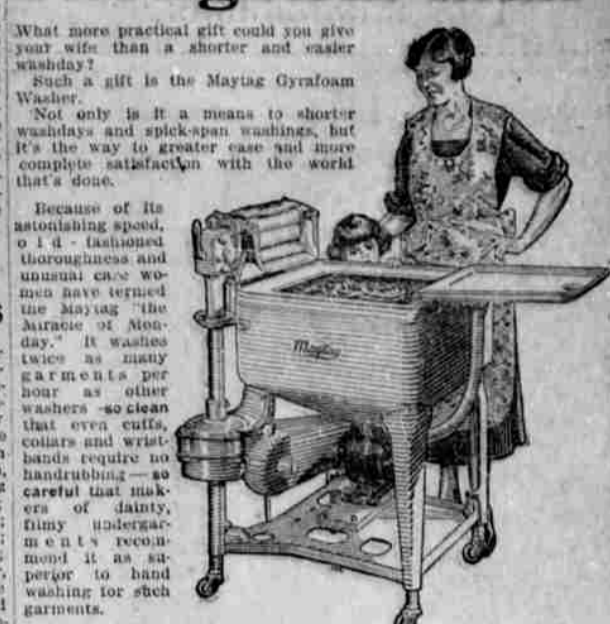 What more practical gift could you give
your wife than a shorter and easier
washday?
Such a gift is the Maytag Gyrafoam
Washer.
Not only is it a means to shorter
washdays and spick-span washings, but
it's the way to greater ease and more
complete satisfaction with the world
that's done.
Because of its
astonishing speed,
old-fashioned
thoroughness and
unusual care wo-
men have termed
the Maytag "the
Miracle of Mon-
day." It washes
twice as many
garments per
hour as other
washers -so clean
that even cuffs,
collars and wrist-
bands require no
handrubbing—so
careful that mak-
ers of dainty,
filmy undergar-
ments recom-
mend it as su-
perior to hand
washing for such
garments.
Maytag